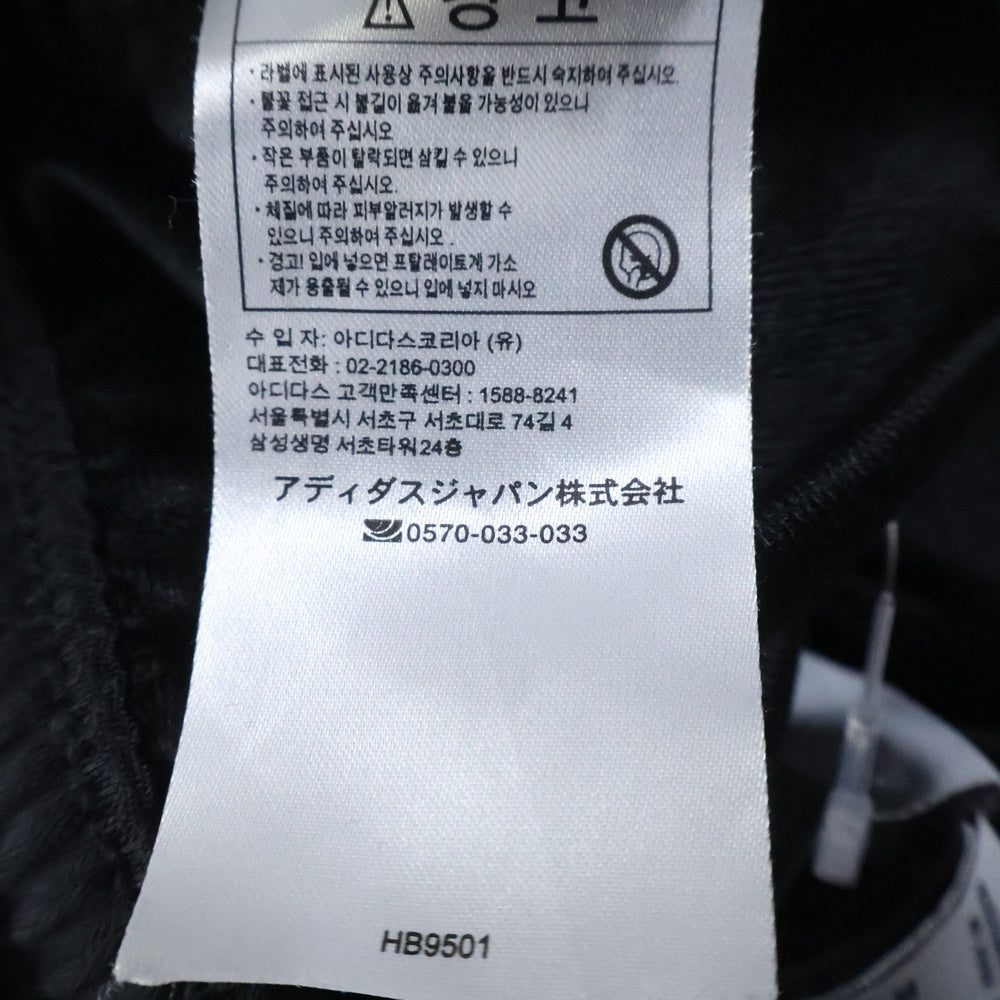 경 고
· 라벨에 표시된 사용상 주의사항을 반드시 숙지하여 주십시오.
· 불꽃 접근 시 불길이 옮겨 붙을 가능성이 있으니
주의하여 주십시오
· 작은 부품이 탈락되면 삼킬 수 있으니
주의하여 주십시오.
· 체질에 따라 피부알러지가 발생할 수
있으니 주의하여 주십시오 .
· 경고! 입에 넣으면 프탈레이트계 가소
제가 용출될 수 있으니 입에 넣지 마시오
수 입 자: 아디다스코리아 (유)
대표전화 : 02-2186-0300
아디다스 고객만족센터 : 1588-8241
서울특별시 서초구 서초대로 74길 4
삼성생명 서초타워24층
アディダスジャパン株式会社
0570-033-033
HB9501